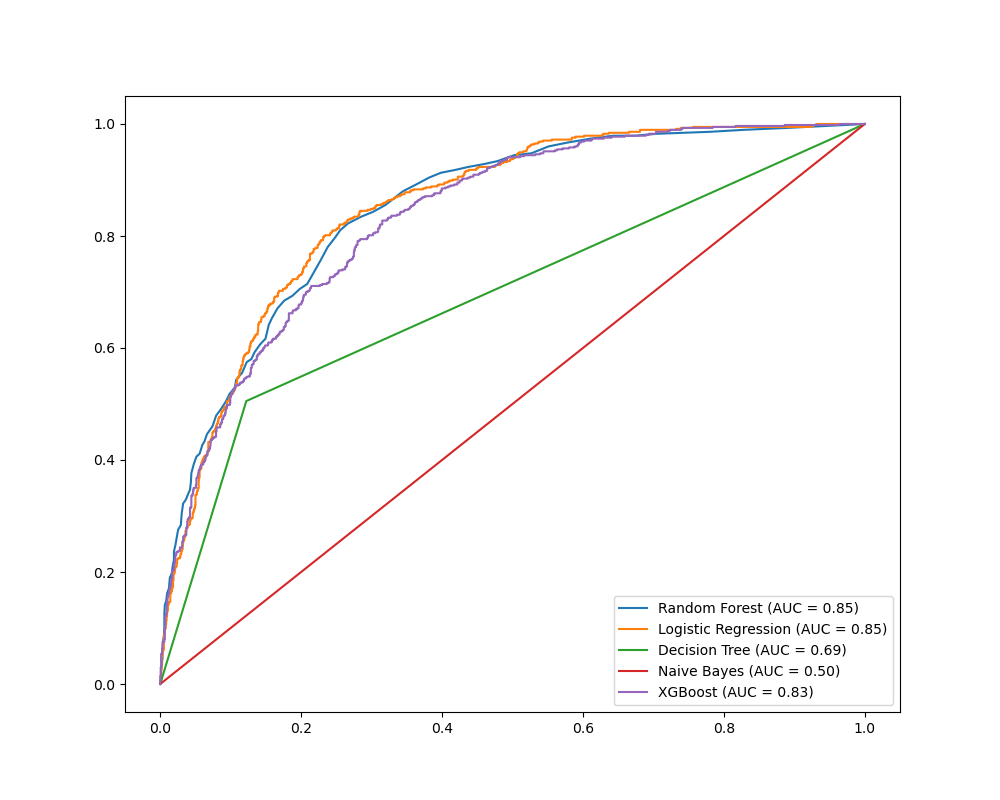 1.0
0.8
0.6
0.4
0.2
0.0
0.0 0.2 0.4 0.6 0.8 1.0
Random Forest (AUC = 0.85)
Logistic Regression (AUC = 0.85)
Decision Tree (AUC = 0.69)
Naive Bayes (AUC = 0.50)
XGBoost (AUC = 0.83)